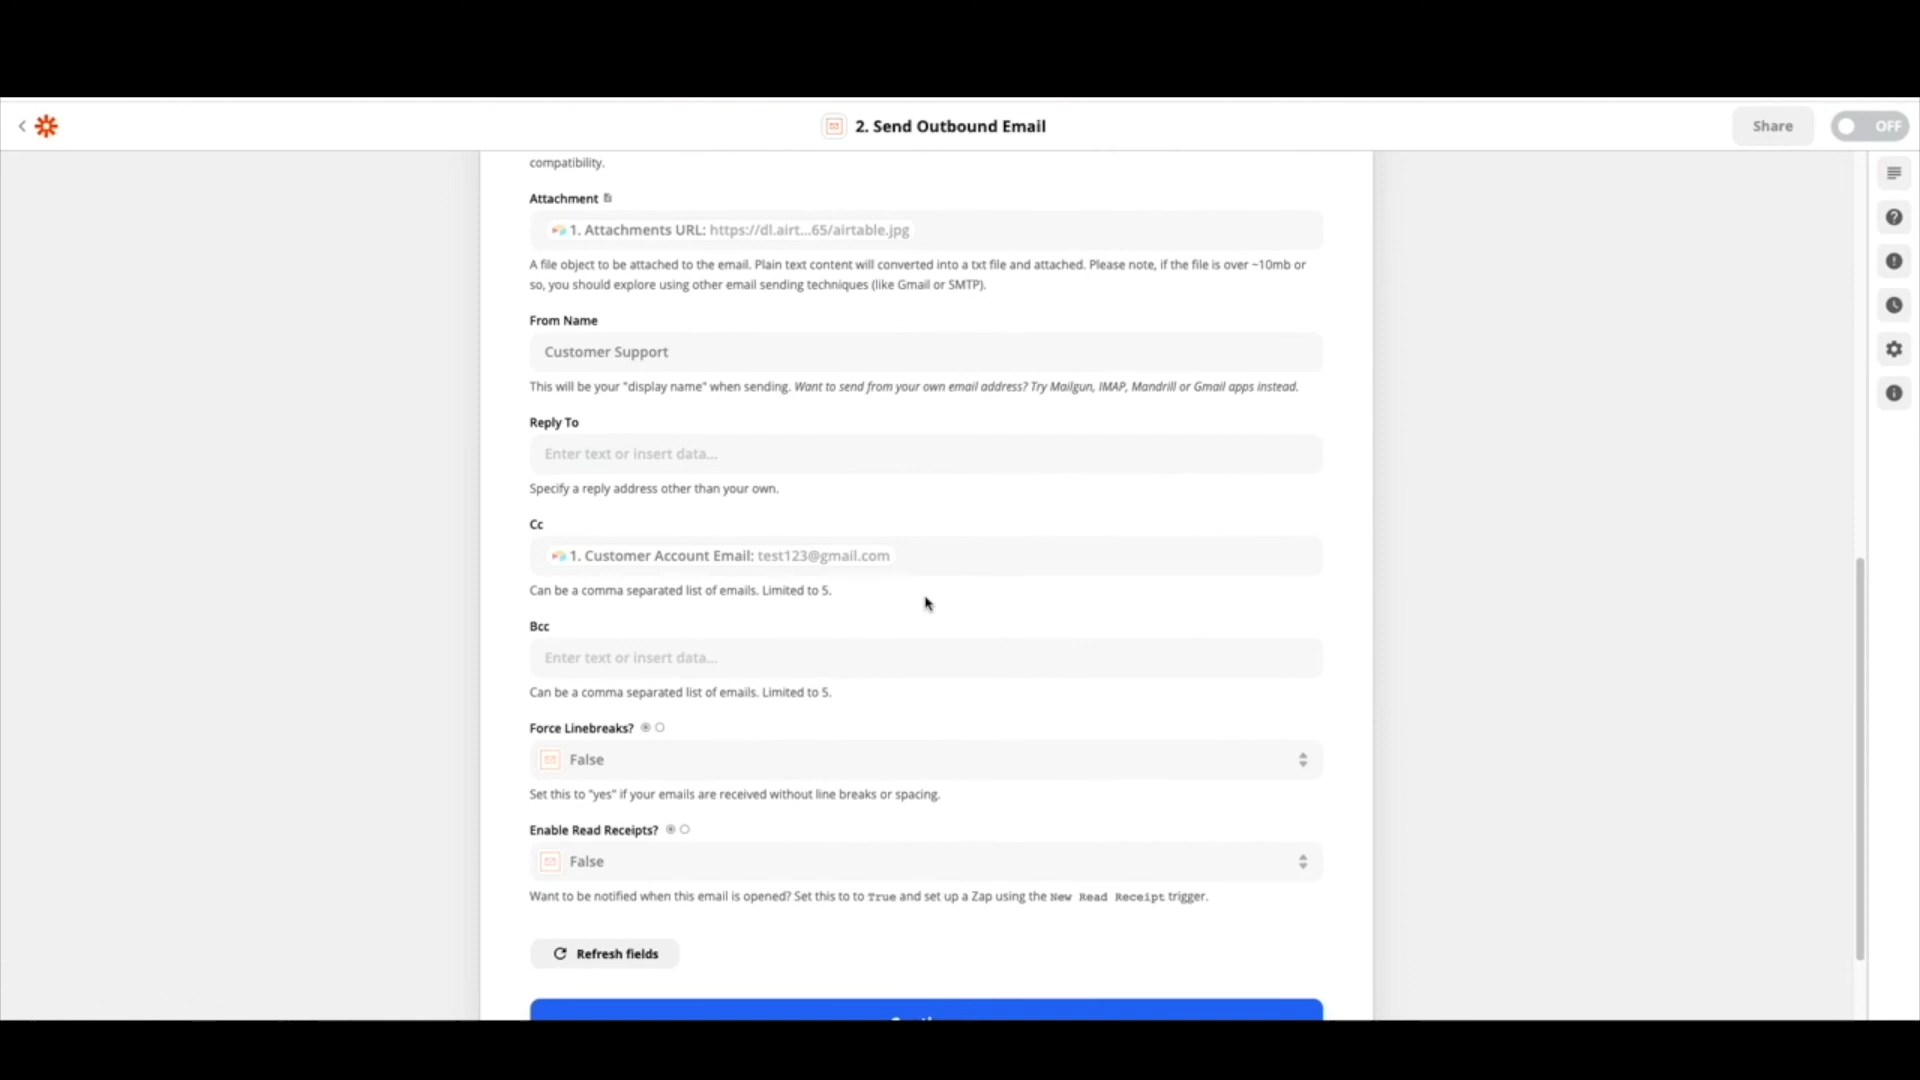 2. Send Outbound Email
Share
OFF
compatibility.
Attachment
1. Attachments URL: https://dl.airt...65/airtable.jpg
A file object to be attached to the email. Plain text content will converted into a txt file and attached. Please note, if the file is over ~10mb or
so, you should explore using other email sending techniques (like Gmail or SMTP).
From Name
Customer Support
This will be your "display name" when sending. Want to send from your own email address? Try Mailgun, IMAP, Mandrill or Gmail apps instead.
Reply To
Enter text or insert data...
Specify a reply address other than your own.
Cc
1. Customer Account Email: test123@gmail.com
Can be a comma separated list of emails. Limited to 5.
Bcc
Enter text or insert data...
Can be a comma separated list of emails. Limited to 5.
Force Linebreaks?
False
Set this to "yes" if your emails are received without line breaks or spacing.
Enable Read Receipts?
False
Want to be notified when this email is opened? Set this to to True and set up a Zap using the New Read Receipt trigger.
Refresh fields